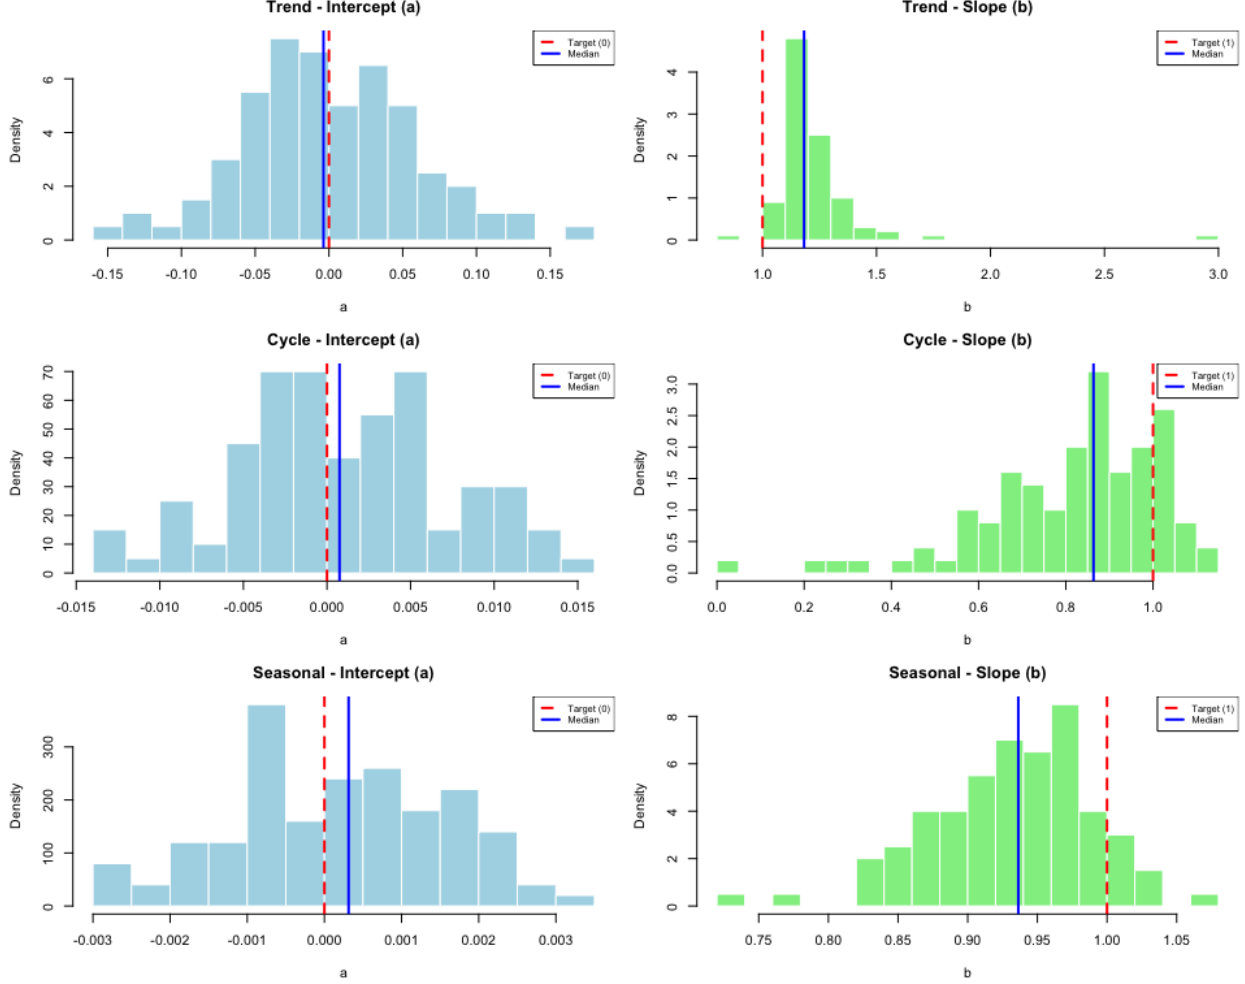 Trend - Intercept (a)
Target (0)
Median
Density
0
2
4
6
-0.15
-0.10
-0.05
0.00
0.05
0.10
0.15
a
Trend - Slope (b)
Target (1)
Median
Density
0
1
2
3
4
1.0
1.5
2.0
2.5
3.0
b
Cycle - Intercept (a)
Target (0)
Median
Density
0
10
20
30
40
50
60
70
-0.015
-0.010
-0.005
0.000
0.005
0.010
0.015
a
Cycle - Slope (b)
Target (1)
Median
Density
0.0
0.5
1.0
1.5
2.0
2.5
3.0
0.0
0.2
0.4
0.6
0.8
1.0
b
Seasonal - Intercept (a)
Target (0)
Median
Density
0
100
200
300
-0.003
-0.002
-0.001
0.000
0.001
0.002
0.003
a
Seasonal - Slope (b)
Target (1)
Median
Density
0
2
4
6
8
0.75
0.80
0.85
0.90
0.95
1.00
1.05
b